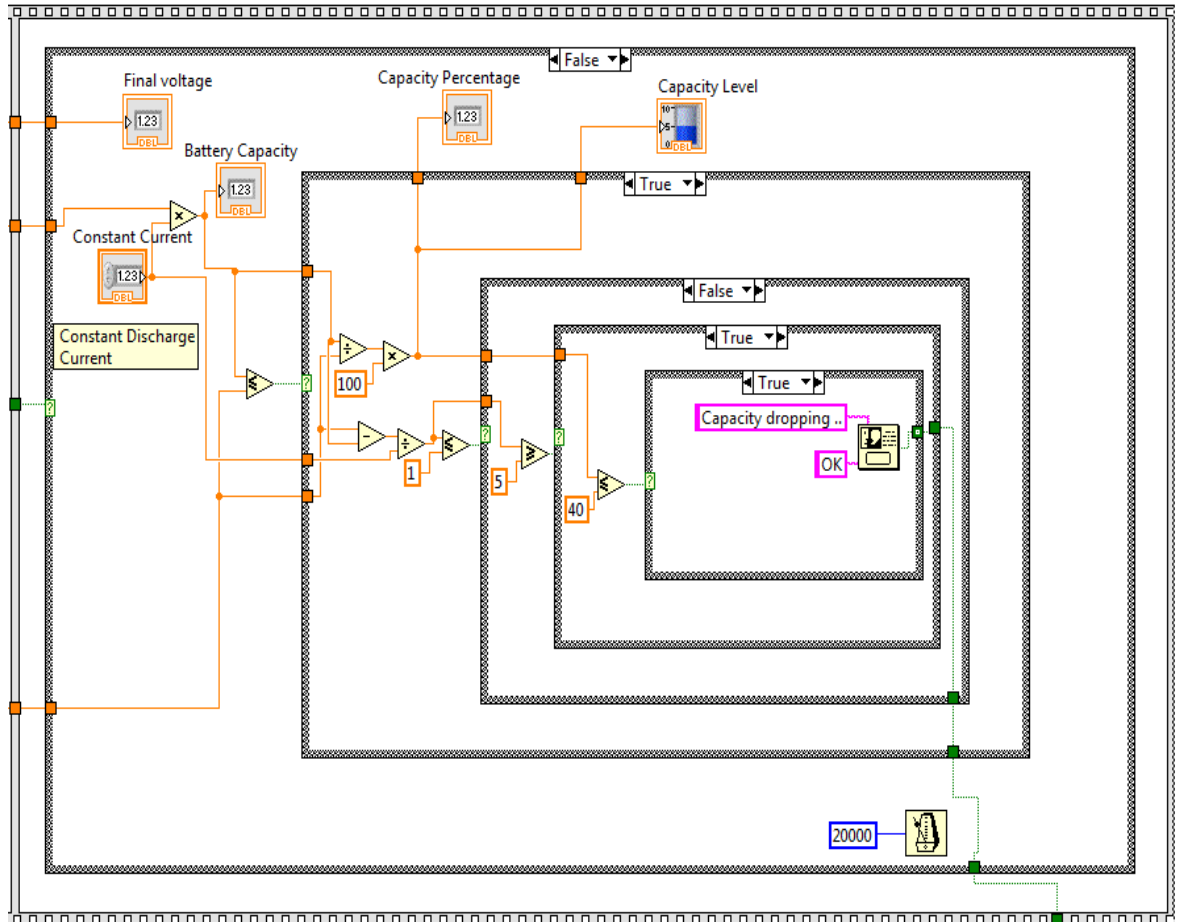 False
Final voltage
1.23
DBL
Capacity Percentage
1.23
DBL
Capacity Level
10
5
0
DBL
Battery Capacity
1.23
DBL
True
Constant Current
1.23
DBL
False
Constant Discharge
Current
True
100
True
Capacity dropping ..
OK
1
5
40
20000